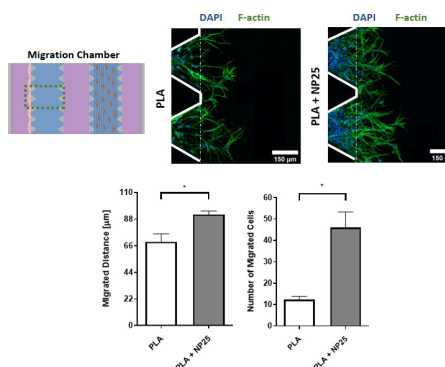 DAPI F-actin
DAPI F-actin
Migration Chamber
PLA
150 µm
PLA + NP25
150
Migrated Distance [µm]
110
88
66
44
22
0
*
PLA
PLA + NP25
Number of Migrated Cells
60
50
40
30
20
10
0
*
PLA
PLA + NP25